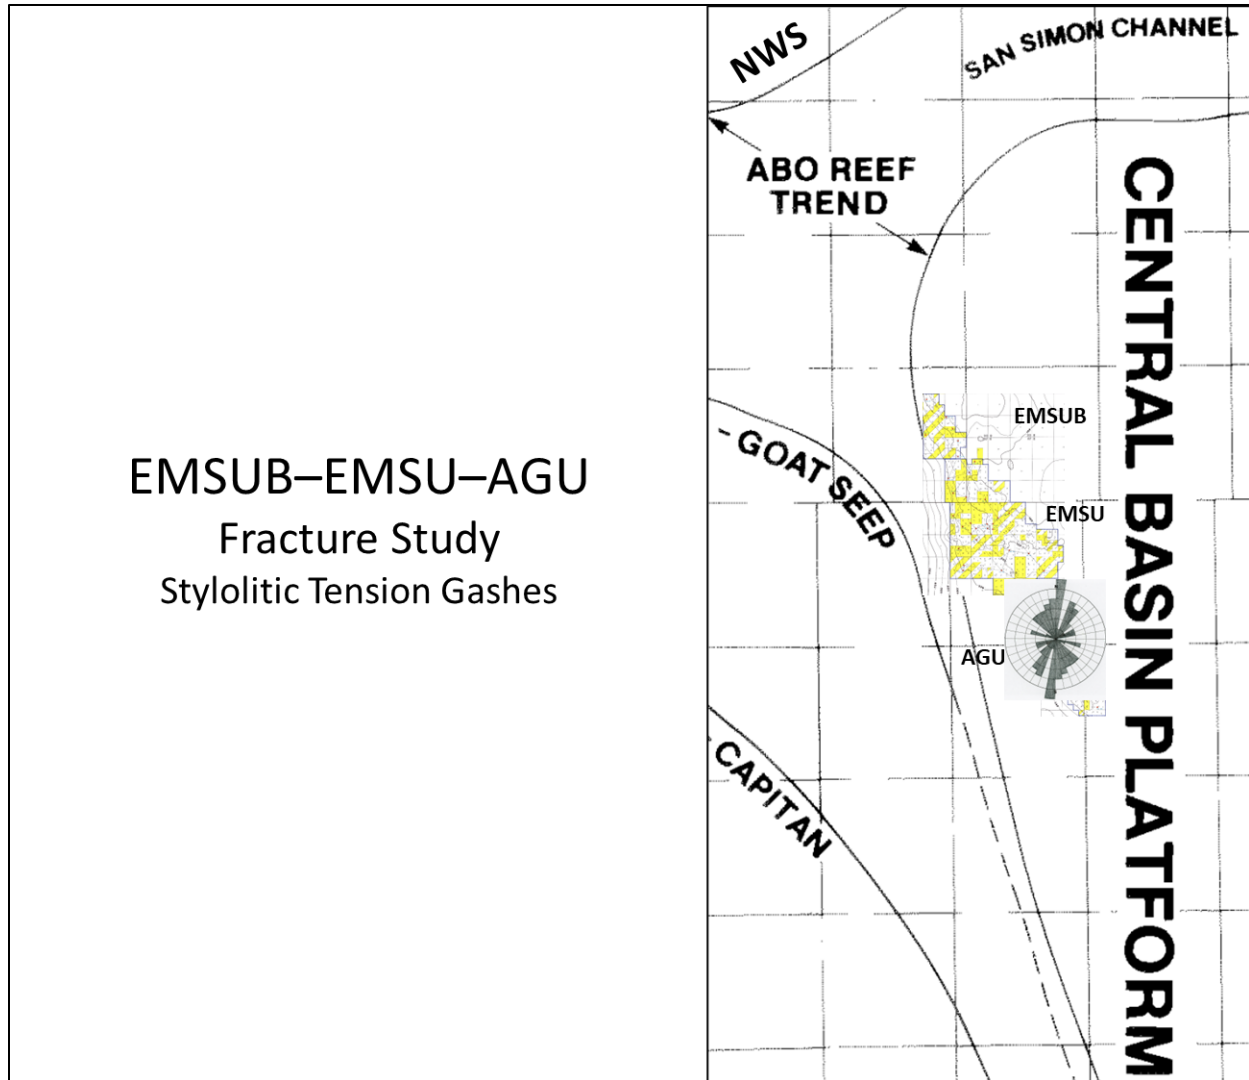 EMSUB–EMSU–AGU
Fracture Study
Stylolitic Tension Gashes
NWS
SAN SIMON CHANNEL
ABO REEF
TREND
CENTRAL BASIN PLATFORM
EMSUB
GOAT SEEP
EMSU
AGU
CAPITAN